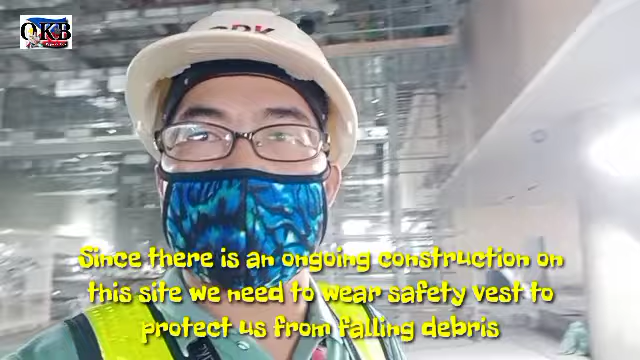 OKB
Since there is an ongoing construction on
this site we need to wear safety vest to
protect us from falling debris